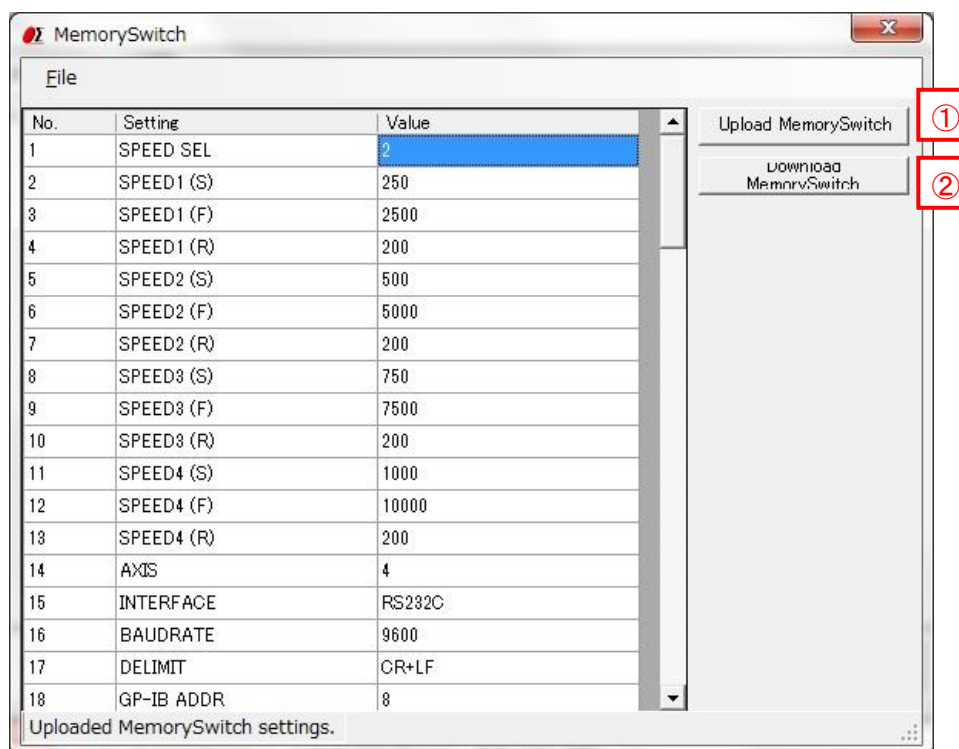 MemorySwitch
File
No. Setting Value
1 SPEED SEL 2
2 SPEED1 (S) 250
3 SPEED1 (F) 2500
4 SPEED1 (R) 200
5 SPEED2 (S) 500
6 SPEED2 (F) 5000
7 SPEED2 (R) 200
8 SPEED3 (S) 750
9 SPEED3 (F) 7500
10 SPEED3 (R) 200
11 SPEED4 (S) 1000
12 SPEED4 (F) 10000
13 SPEED4 (R) 200
14 AXIS 4
15 INTERFACE RS232C
16 BAUDRATE 9600
17 DELIMIT CR+LF
18 GP-IB ADDR 8
Upload MemorySwitch ①
Download
MemorySwitch ②
Uploaded MemorySwitch settings.